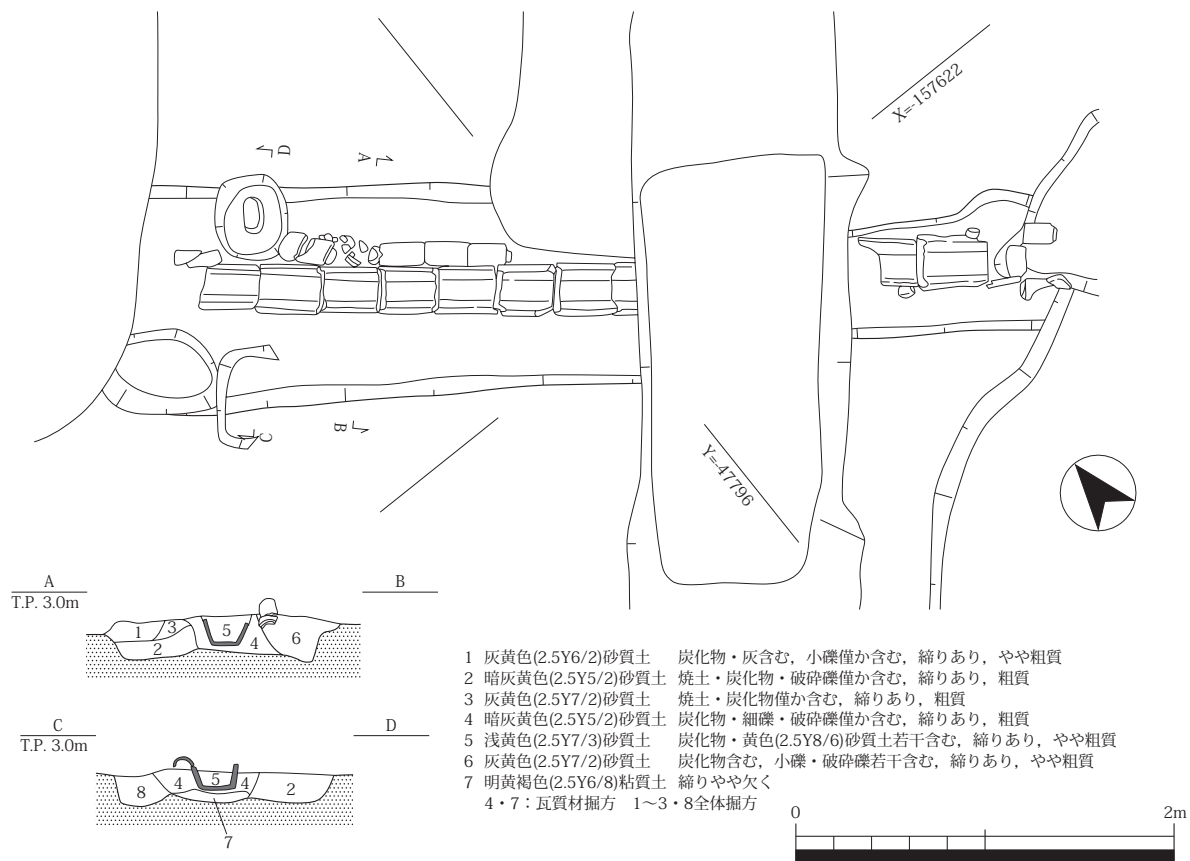 X=-157622
D
A
B
C
Y=-47796
A
B
T.P. 3.0m
1
3
2
5
4
6
C
D
T.P. 3.0m
8
4
5
4
2
7
1 灰黄色(2.5Y6/2)砂質土 炭化物・灰含む，小礫僅か含む，締りあり，やや粗質
2 暗灰黄色(2.5Y5/2)砂質土 焼土・炭化物・破砕礫僅か含む，締りあり，粗質
3 灰黄色(2.5Y7/2)砂質土 焼土・炭化物僅か含む，締りあり，粗質
4 暗灰黄色(2.5Y5/2)砂質土 炭化物・細礫・破砕礫僅か含む，締りあり，粗質
5 浅黄色(2.5Y7/3)砂質土 炭化物・黄色(2.5Y8/6)砂質土若干含む，締りあり，やや粗質
6 灰黄色(2.5Y7/2)砂質土 炭化物含む，小礫・破砕礫若干含む，締りあり，やや粗質
7 明黄褐色(2.5Y6/8)粘質土 締りやや欠く
4・7：瓦質材掘方 1～3・8全体掘方
0 2m